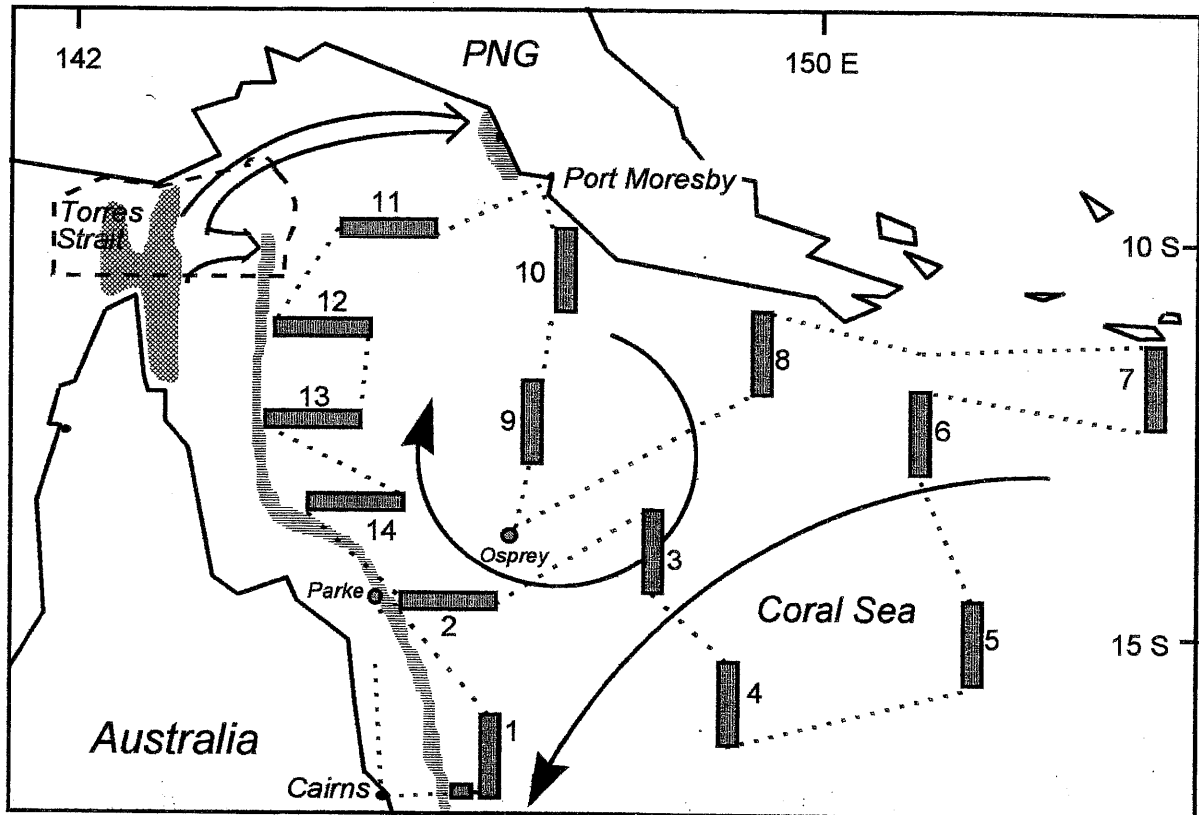 142
PNG
150 E
Port Moresby
Torres
Strait
11
10 S
10
12
8
7
13
9
6
14
Osprey
3
Parke
2
Coral Sea
5
15 S
4
1
Australia
Cairns